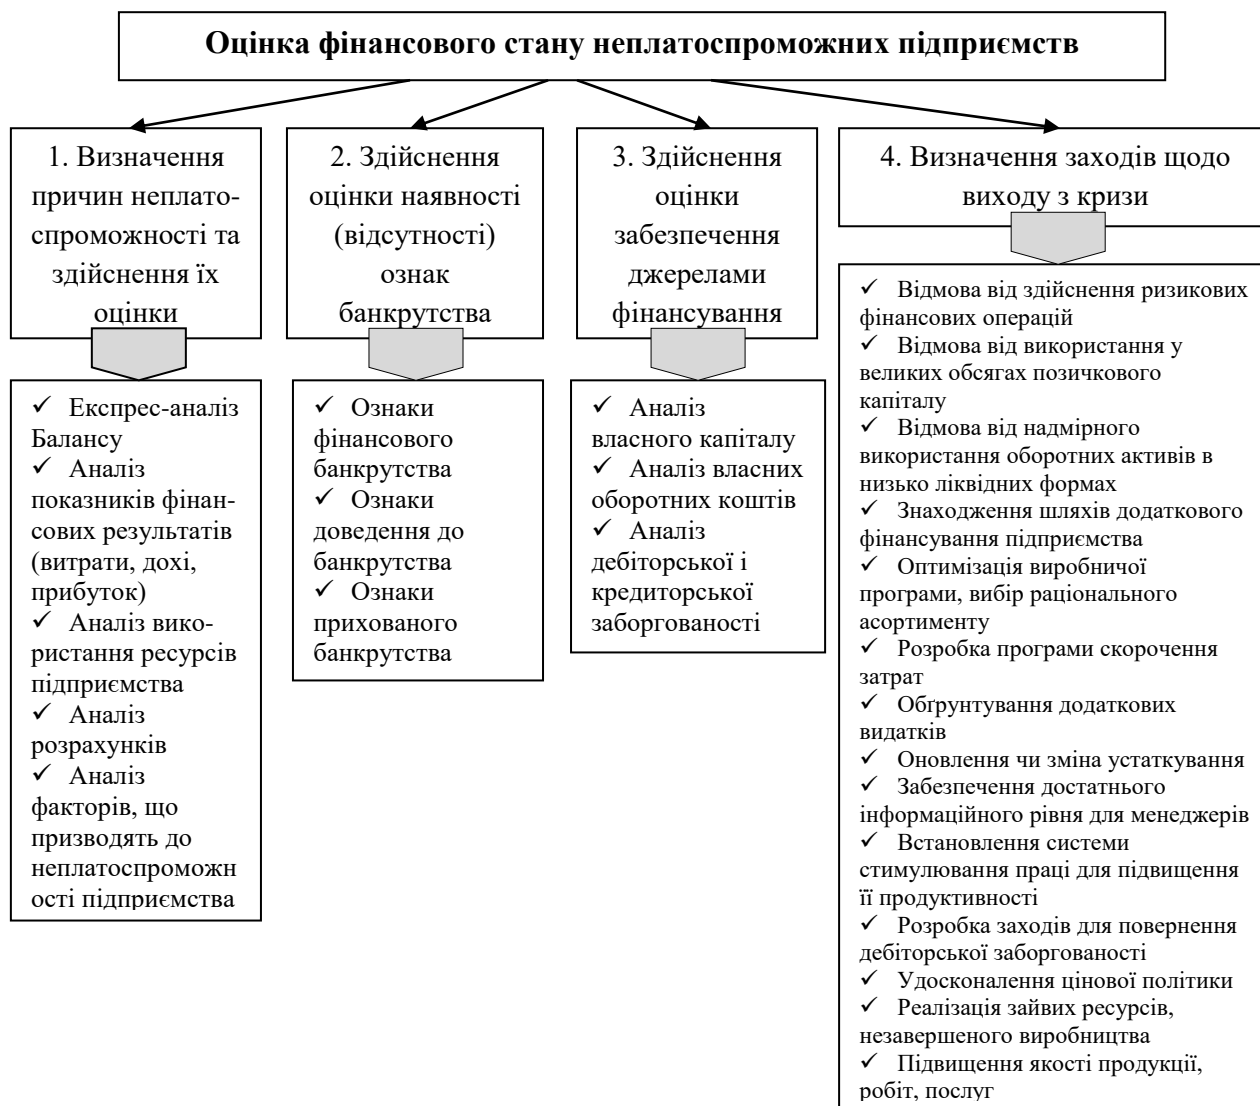 Оцінка фінансового стану неплатоспроможних підприємств
1. Визначення
причин неплато-
спроможності та
здійснення їх
оцінки
✓ Експрес-аналіз
Балансу
✓ Аналіз
показників фінан-
сових результатів
(витрати, дохі,
прибуток)
✓ Аналіз вико-
ристання ресурсів
підприємства
✓ Аналіз
розрахунків
✓ Аналіз
факторів, що
призводять до
неплатоспроможн
ості підприємства
2. Здійснення
оцінки наявності
(відсутності)
ознак
банкрутства
✓ Ознаки
фінансового
банкрутства
✓ Ознаки
доведення до
банкрутства
✓ Ознаки
прихованого
банкрутства
3. Здійснення
оцінки
забезпечення
джерелами
фінансування
✓ Аналіз
власного капіталу
✓ Аналіз власних
оборотних коштів
✓ Аналіз
дебіторської і
кредиторської
заборгованості
4. Визначення заходів щодо
виходу з кризи
✓ Відмова від здійснення ризикових
фінансових операцій
✓ Відмова від використання у
великих обсягах позичкового
капіталу
✓ Відмова від надмірного
використання оборотних активів в
низько ліквідних формах
✓ Знаходження шляхів додаткового
фінансування підприємства
✓ Оптимізація виробничої
програми, вибір раціонального
асортименту
✓ Розробка програми скорочення
затрат
✓ Обґрунтування додаткових
видатків
✓ Оновлення чи зміна устаткування
✓ Забезпечення достатнього
інформаційного рівня для менеджерів
✓ Встановлення системи
стимулювання праці для підвищення
її продуктивності
✓ Розробка заходів для повернення
дебіторської заборгованості
✓ Удосконалення цінової політики
✓ Реалізація зайвих ресурсів,
незавершеного виробництва
✓ Підвищення якості продукції,
робіт, послуг